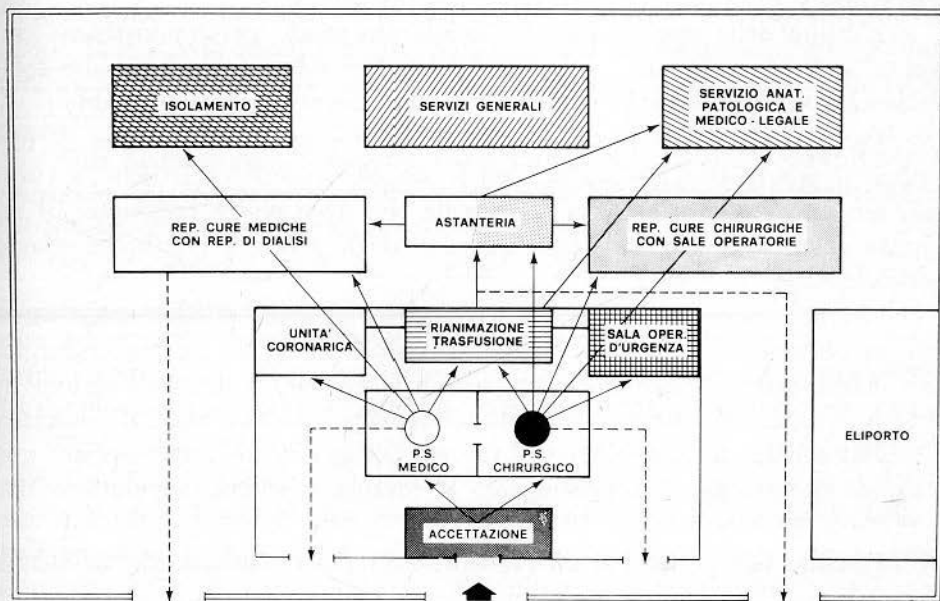 ISOLAMENTO
SERVIZI GENERALI
SERVIZIO ANAT.
PATOLOGICA E
MEDICO - LEGALE
REP. CURE MEDICHE
CON REP. DI DIALISI
ASTANTERIA
REP. CURE CHIRURGICHE
CON SALE OPERATORIE
UNITA'
CORONARICA
RIANIMAZIONE
TRASFUSIONE
SALA OPER.
D'URGENZA
P.S.
MEDICO
P.S.
CHIRURGICO
ELIPORTO
ACCETTAZIONE